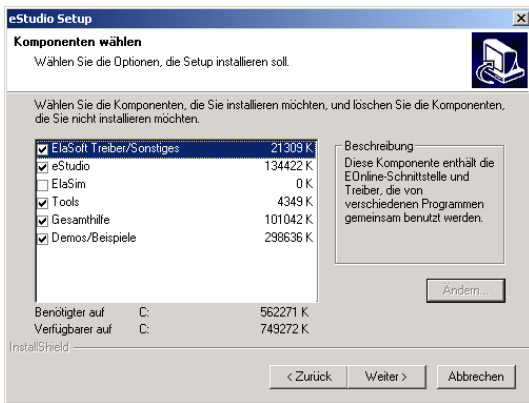 eStudio Setup
Komponenten wählen
Wählen Sie die Optionen, die Setup installieren soll.
Wählen Sie die Komponenten, die Sie installieren möchten, und löschen Sie die Komponenten,
die Sie nicht installieren möchten.
ElaSoft Treiber/Sonstiges 21309 K
eStudio 134422 K
ElaSim 0 K
Tools 4349 K
Gesamthilfe 101042 K
Demos/Beispiele 298636 K
Beschreibung
Diese Komponente enthält die
EOnline-Schnittstelle und
Treiber, die von
verschiedenen Programmen
gemeinsam benutzt werden.
Ändern...
Benötigter auf C: 562271 K
Verfügbarer auf C: 749272 K
InstallShield
< Zurück
Weiter >
Abbrechen